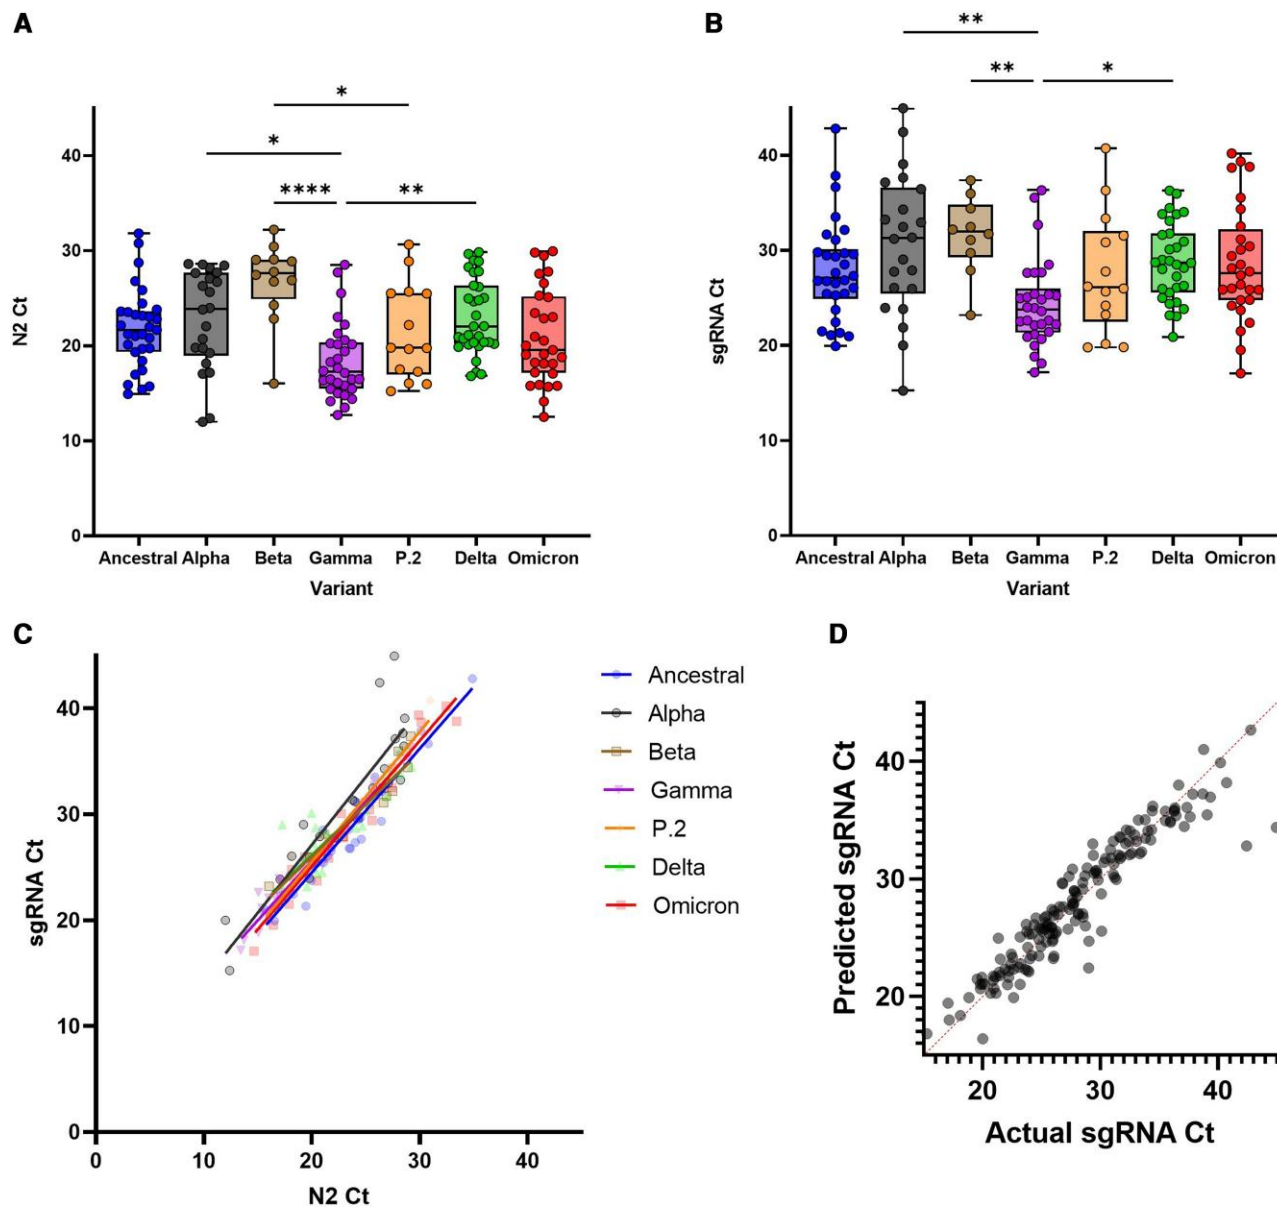 A
*
*
**** **
N2 Ct
40
30
20
10
0
Ancestral Alpha Beta Gamma P.2 Delta Omicron
Variant
B
**
** *
sgRNA Ct
40
30
20
10
0
Ancestral Alpha Beta Gamma P.2 Delta Omicron
Variant
C
sgRNA Ct
40
30
20
10
0
0 10 20 30 40
N2 Ct
Ancestral
Alpha
Beta
Gamma
P.2
Delta
Omicron
D
Predicted sgRNA Ct
40
30
20
20 30 40
Actual sgRNA Ct